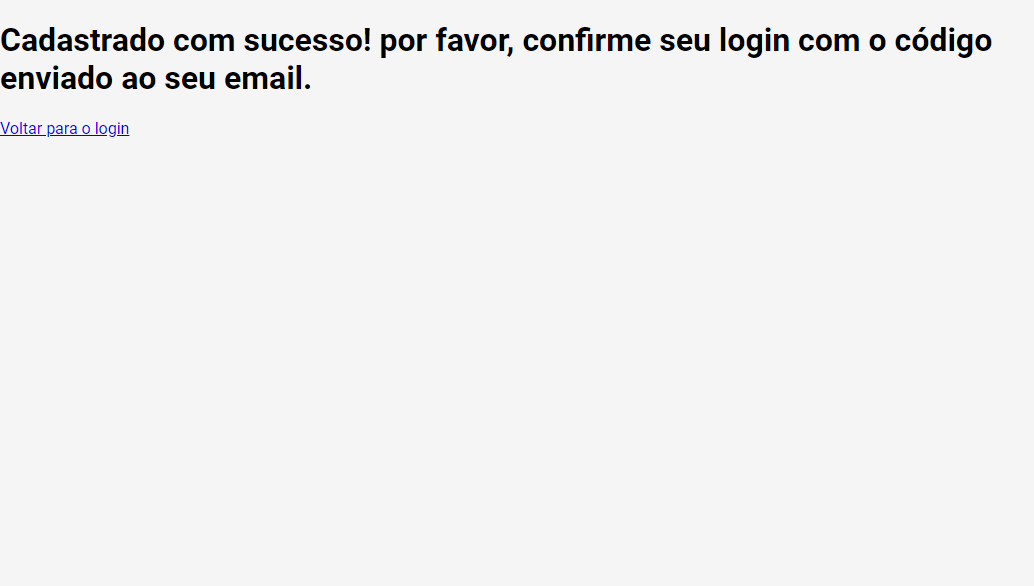 Cadastrado com sucesso! por favor, confirme seu login com o código
enviado ao seu email.
Voltar para o login